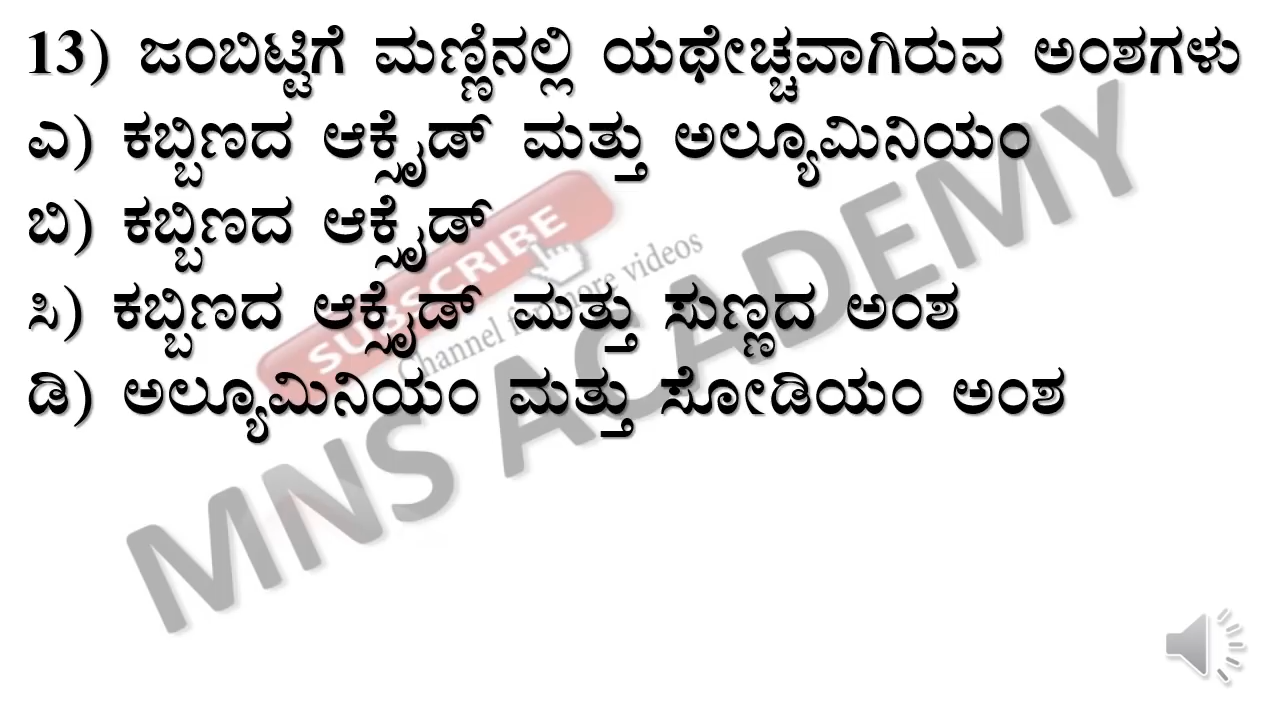 13) ಜಂಬಿಟ್ಟಿಗೆ ಮಣ್ಣಿನಲ್ಲಿ ಯಥೇಚ್ಚವಾಗಿರುವ ಅಂಶಗಳು
ಎ) ಕಬ್ಬಿಣದ ಆಕ್ಸೈಡ್ ಮತ್ತು ಅಲ್ಯೂಮಿನಿಯಂ
ಬಿ) ಕಬ್ಬಿಣದ ಆಕ್ಸೈಡ್
ಸಿ) ಕಬ್ಬಿಣದ ಆಕ್ಸೈಡ್ ಮತ್ತು ಸುಣ್ಣದ ಅಂಶ
ಡಿ) ಅಲ್ಯೂಮಿನಿಯಂ ಮತ್ತು ಸೋಡಿಯಂ ಅಂಶ
SUBSCRIBE
Channel for more videos
MNS ACADEMY